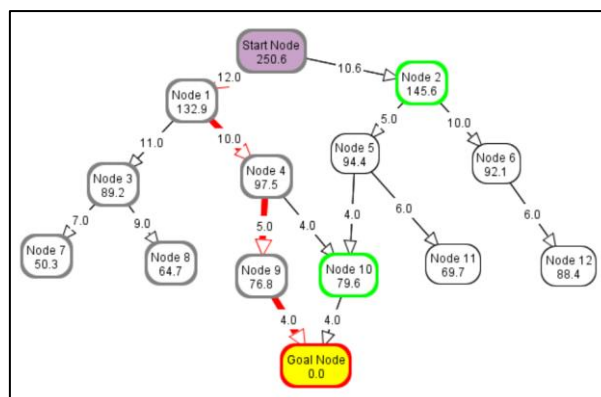 Start Node
250.6
12.0
10.6
Node 1
132.9
Node 2
145.6
11.0
10.0
5.0
10.0
Node 3
89.2
Node 4
97.5
Node 5
94.4
Node 6
92.1
7.0
9.0
5.0
4.0
4.0
6.0
6.0
Node 7
50.3
Node 8
64.7
Node 9
76.8
Node 10
79.6
Node 11
69.7
Node 12
88.4
4.0
4.0
Goal Node
0.0